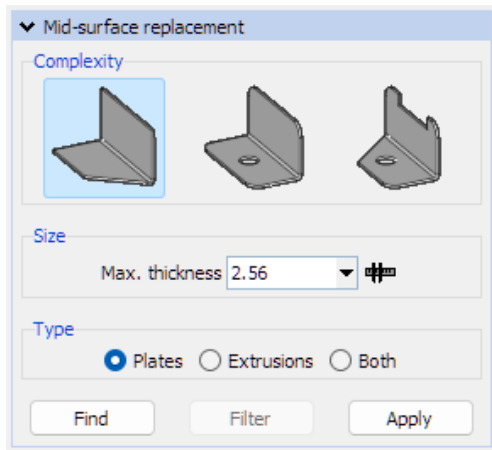 Mid-surface replacement
Complexity
Size
Max. thickness 2.56
Type
Plates Extrusions Both
Find Filter Apply